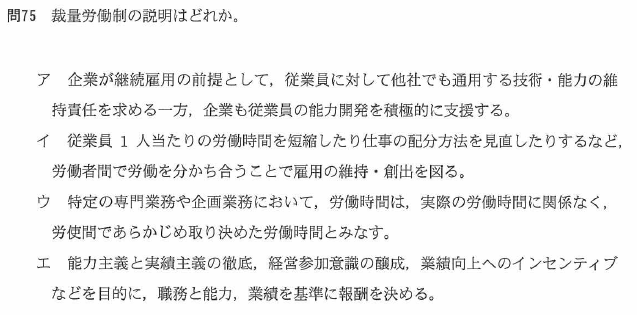 問75 裁量労働制の説明はどれか。
ア 企業が継続雇用の前提として，従業員に対して他社でも通用する技術・能力の維
持責任を求める一方，企業も従業員の能力開発を積極的に支援する。
イ 従業員 1 人当たりの労働時間を短縮したり仕事の配分方法を見直したりするなど，
労働者間で労働を分かち合うことで雇用の維持・創出を図る。
ウ 特定の専門業務や企画業務において，労働時間は，実際の労働時間に関係なく，
労使間であらかじめ取り決めた労働時間とみなす。
エ 能力主義と実績主義の徹底，経営参加意識の醸成，業績向上へのインセンティブ
などを目的に，職務と能力，業績を基準に報酬を決める。